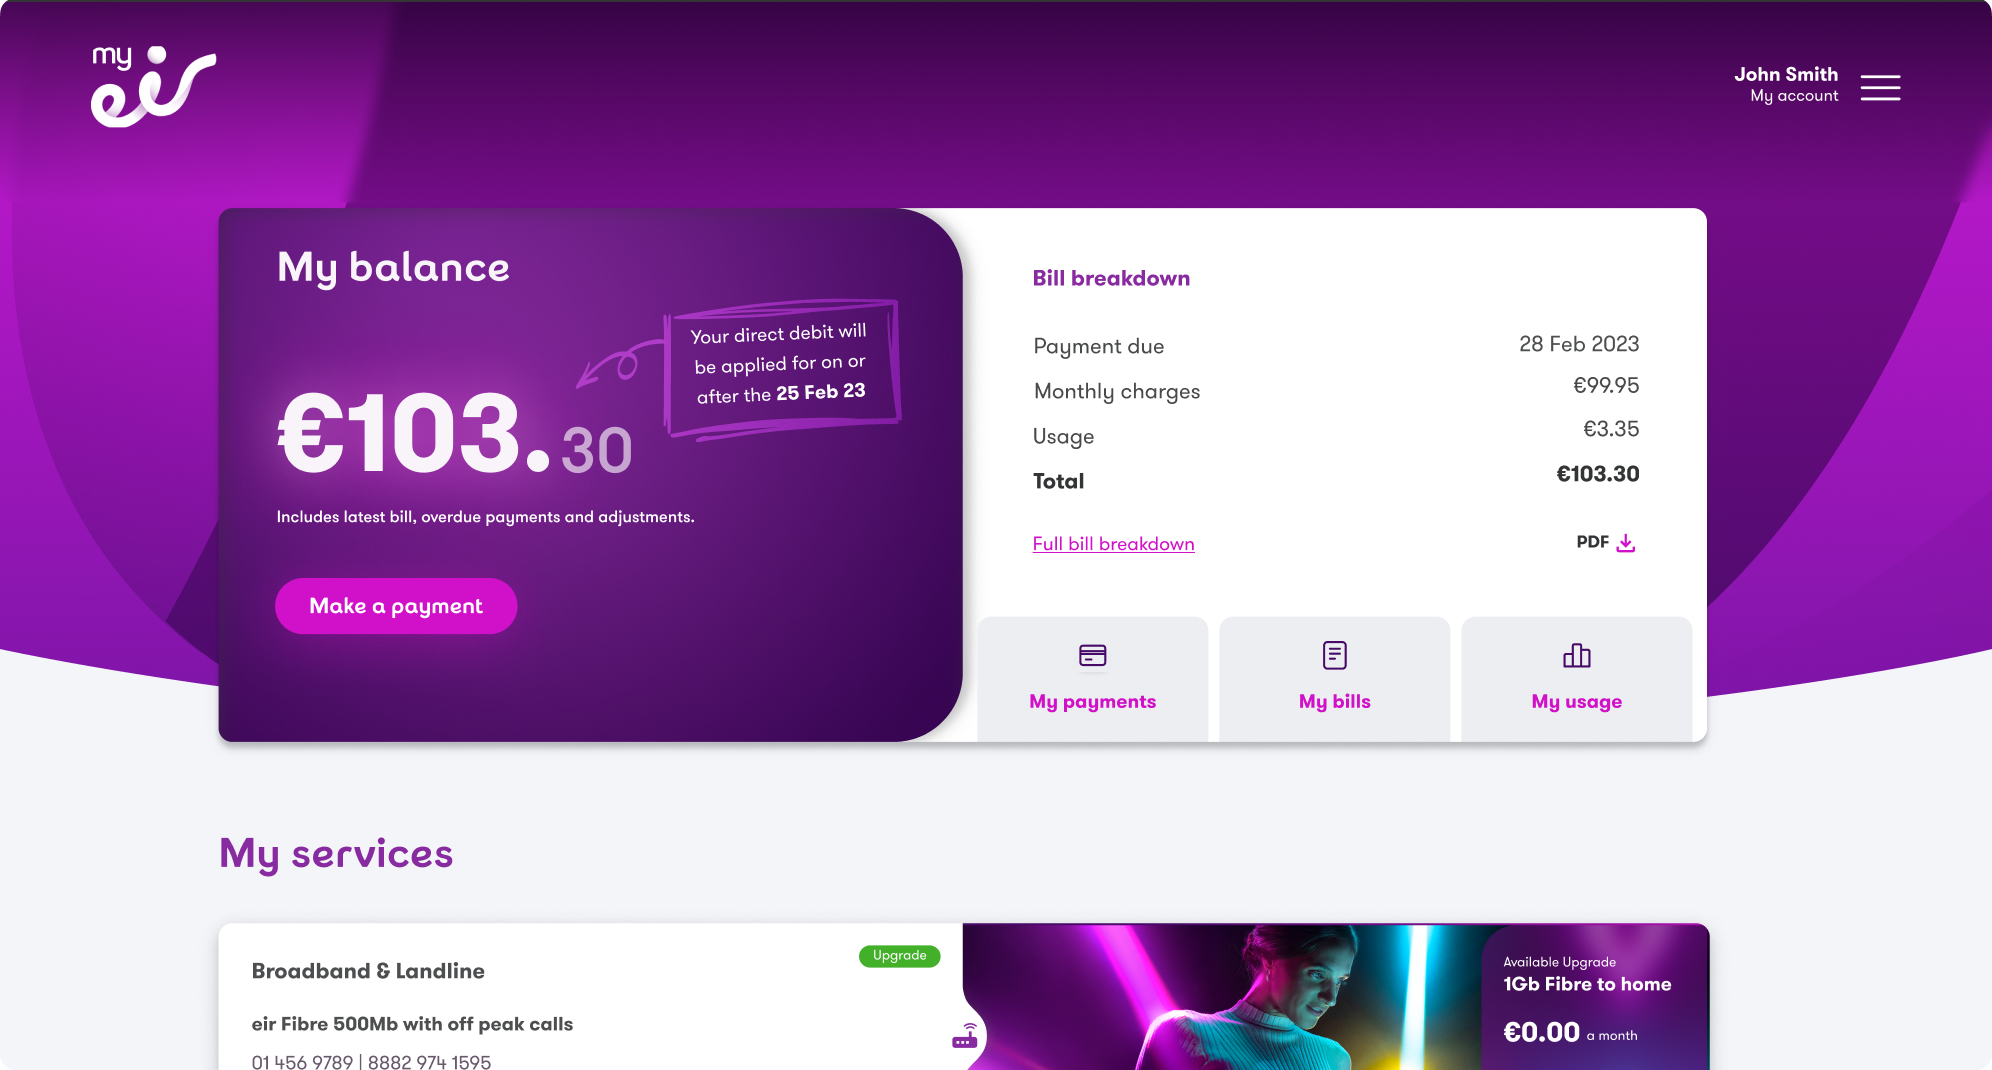 my
eir
John Smith
My account
My balance
Your direct debit will
be applied for on or
after the 25 Feb 23
€103.30
Includes latest bill, overdue payments and adjustments.
Make a payment
Bill breakdown
Payment due 28 Feb 2023
Monthly charges €99.95
Usage €3.35
Total €103.30
Full bill breakdown PDF
My payments
My bills
My usage
My services
Broadband & Landline
Upgrade
eir Fibre 500Mb with off peak calls
01 456 9789 | 8882 974 1595
Available Upgrade
1Gb Fibre to home
€0.00 a month